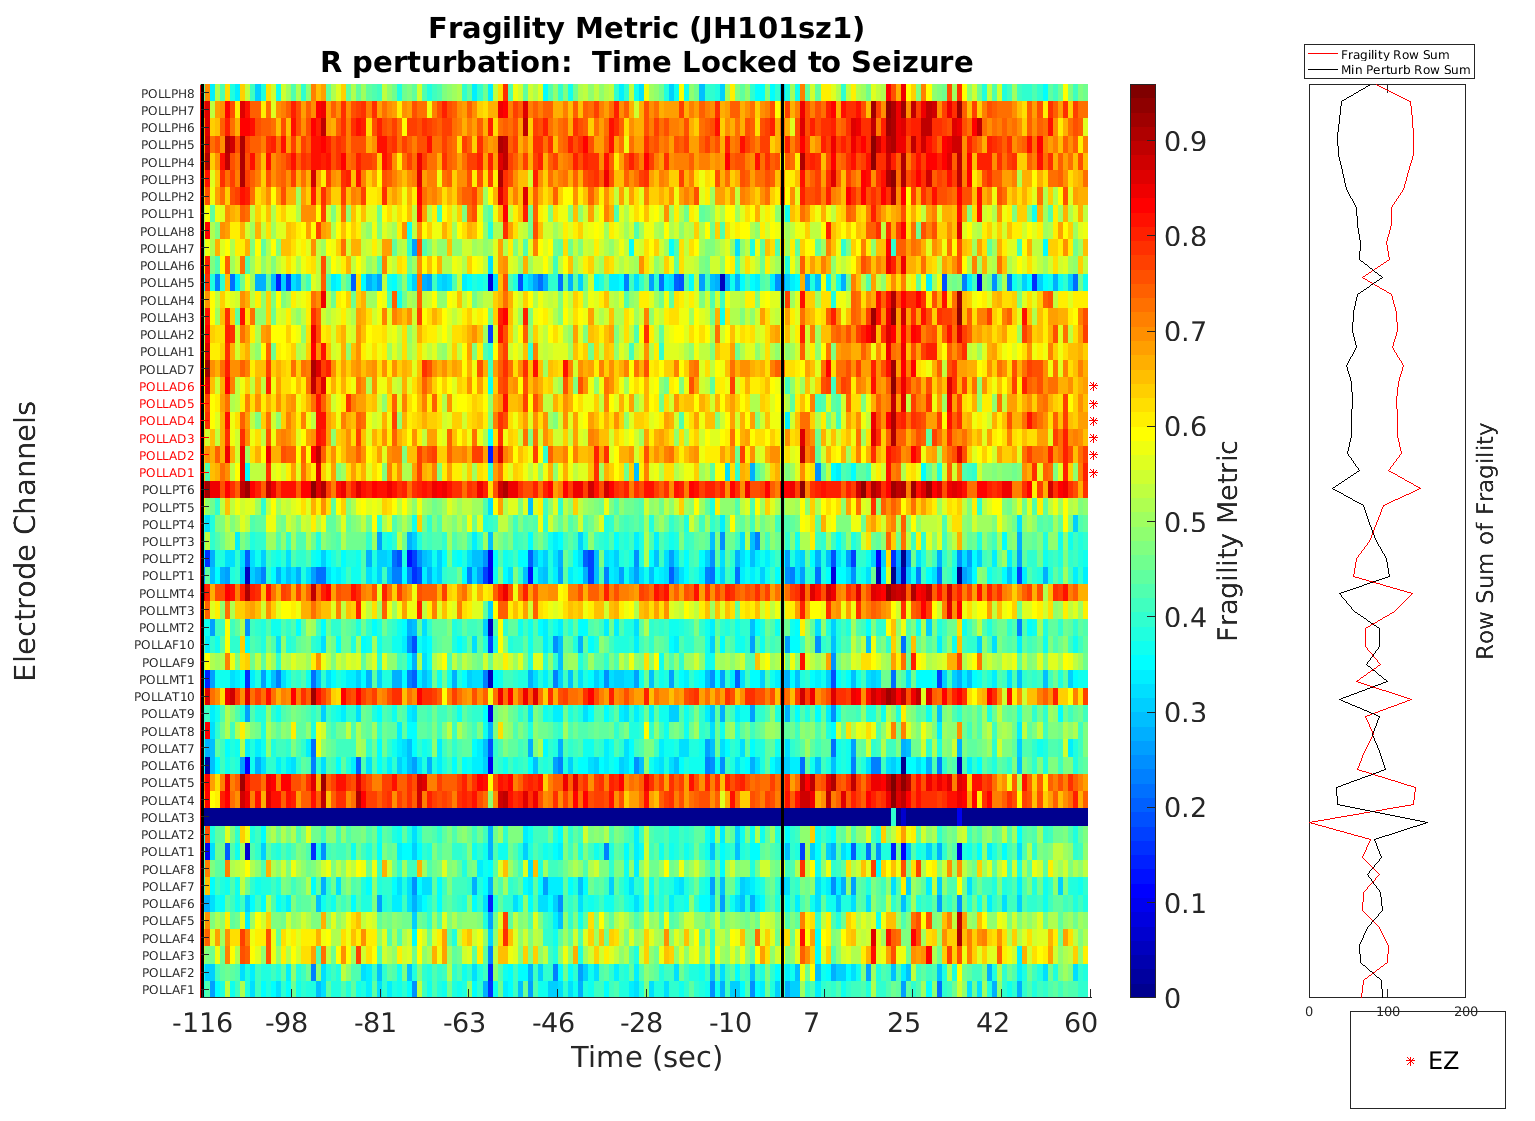 Fragility Metric (JH101sz1)
R perturbation:  Time Locked to Seizure
Fragility Row Sum
Min Perturb Row Sum
Electrode Channels
POLLPH8
POLLPH7
POLLPH6
POLLPH5
POLLPH4
POLLPH3
POLLPH2
POLLPH1
POLLAH8
POLLAH7
POLLAH6
POLLAH5
POLLAH4
POLLAH3
POLLAH2
POLLAH1
POLLAD7
POLLAD6
POLLAD5
POLLAD4
POLLAD3
POLLAD2
POLLAD1
POLLPT6
POLLPT5
POLLPT4
POLLPT3
POLLPT2
POLLPT1
POLLMT4
POLLMT3
POLLMT2
POLLAF10
POLLAF9
POLLMT1
POLLAT10
POLLAT9
POLLAT8
POLLAT7
POLLAT6
POLLAT5
POLLAT4
POLLAT3
POLLAT2
POLLAT1
POLLAF8
POLLAF7
POLLAF6
POLLAF5
POLLAF4
POLLAF3
POLLAF2
POLLAF1
-116 -98 -81 -63 -46 -28 -10 7 25 42 60
Time (sec)
0.9
0.8
0.7
0.6
0.5
0.4
0.3
0.2
0.1
0
Fragility Metric
0 100 200
Row Sum of Fragility
EZ